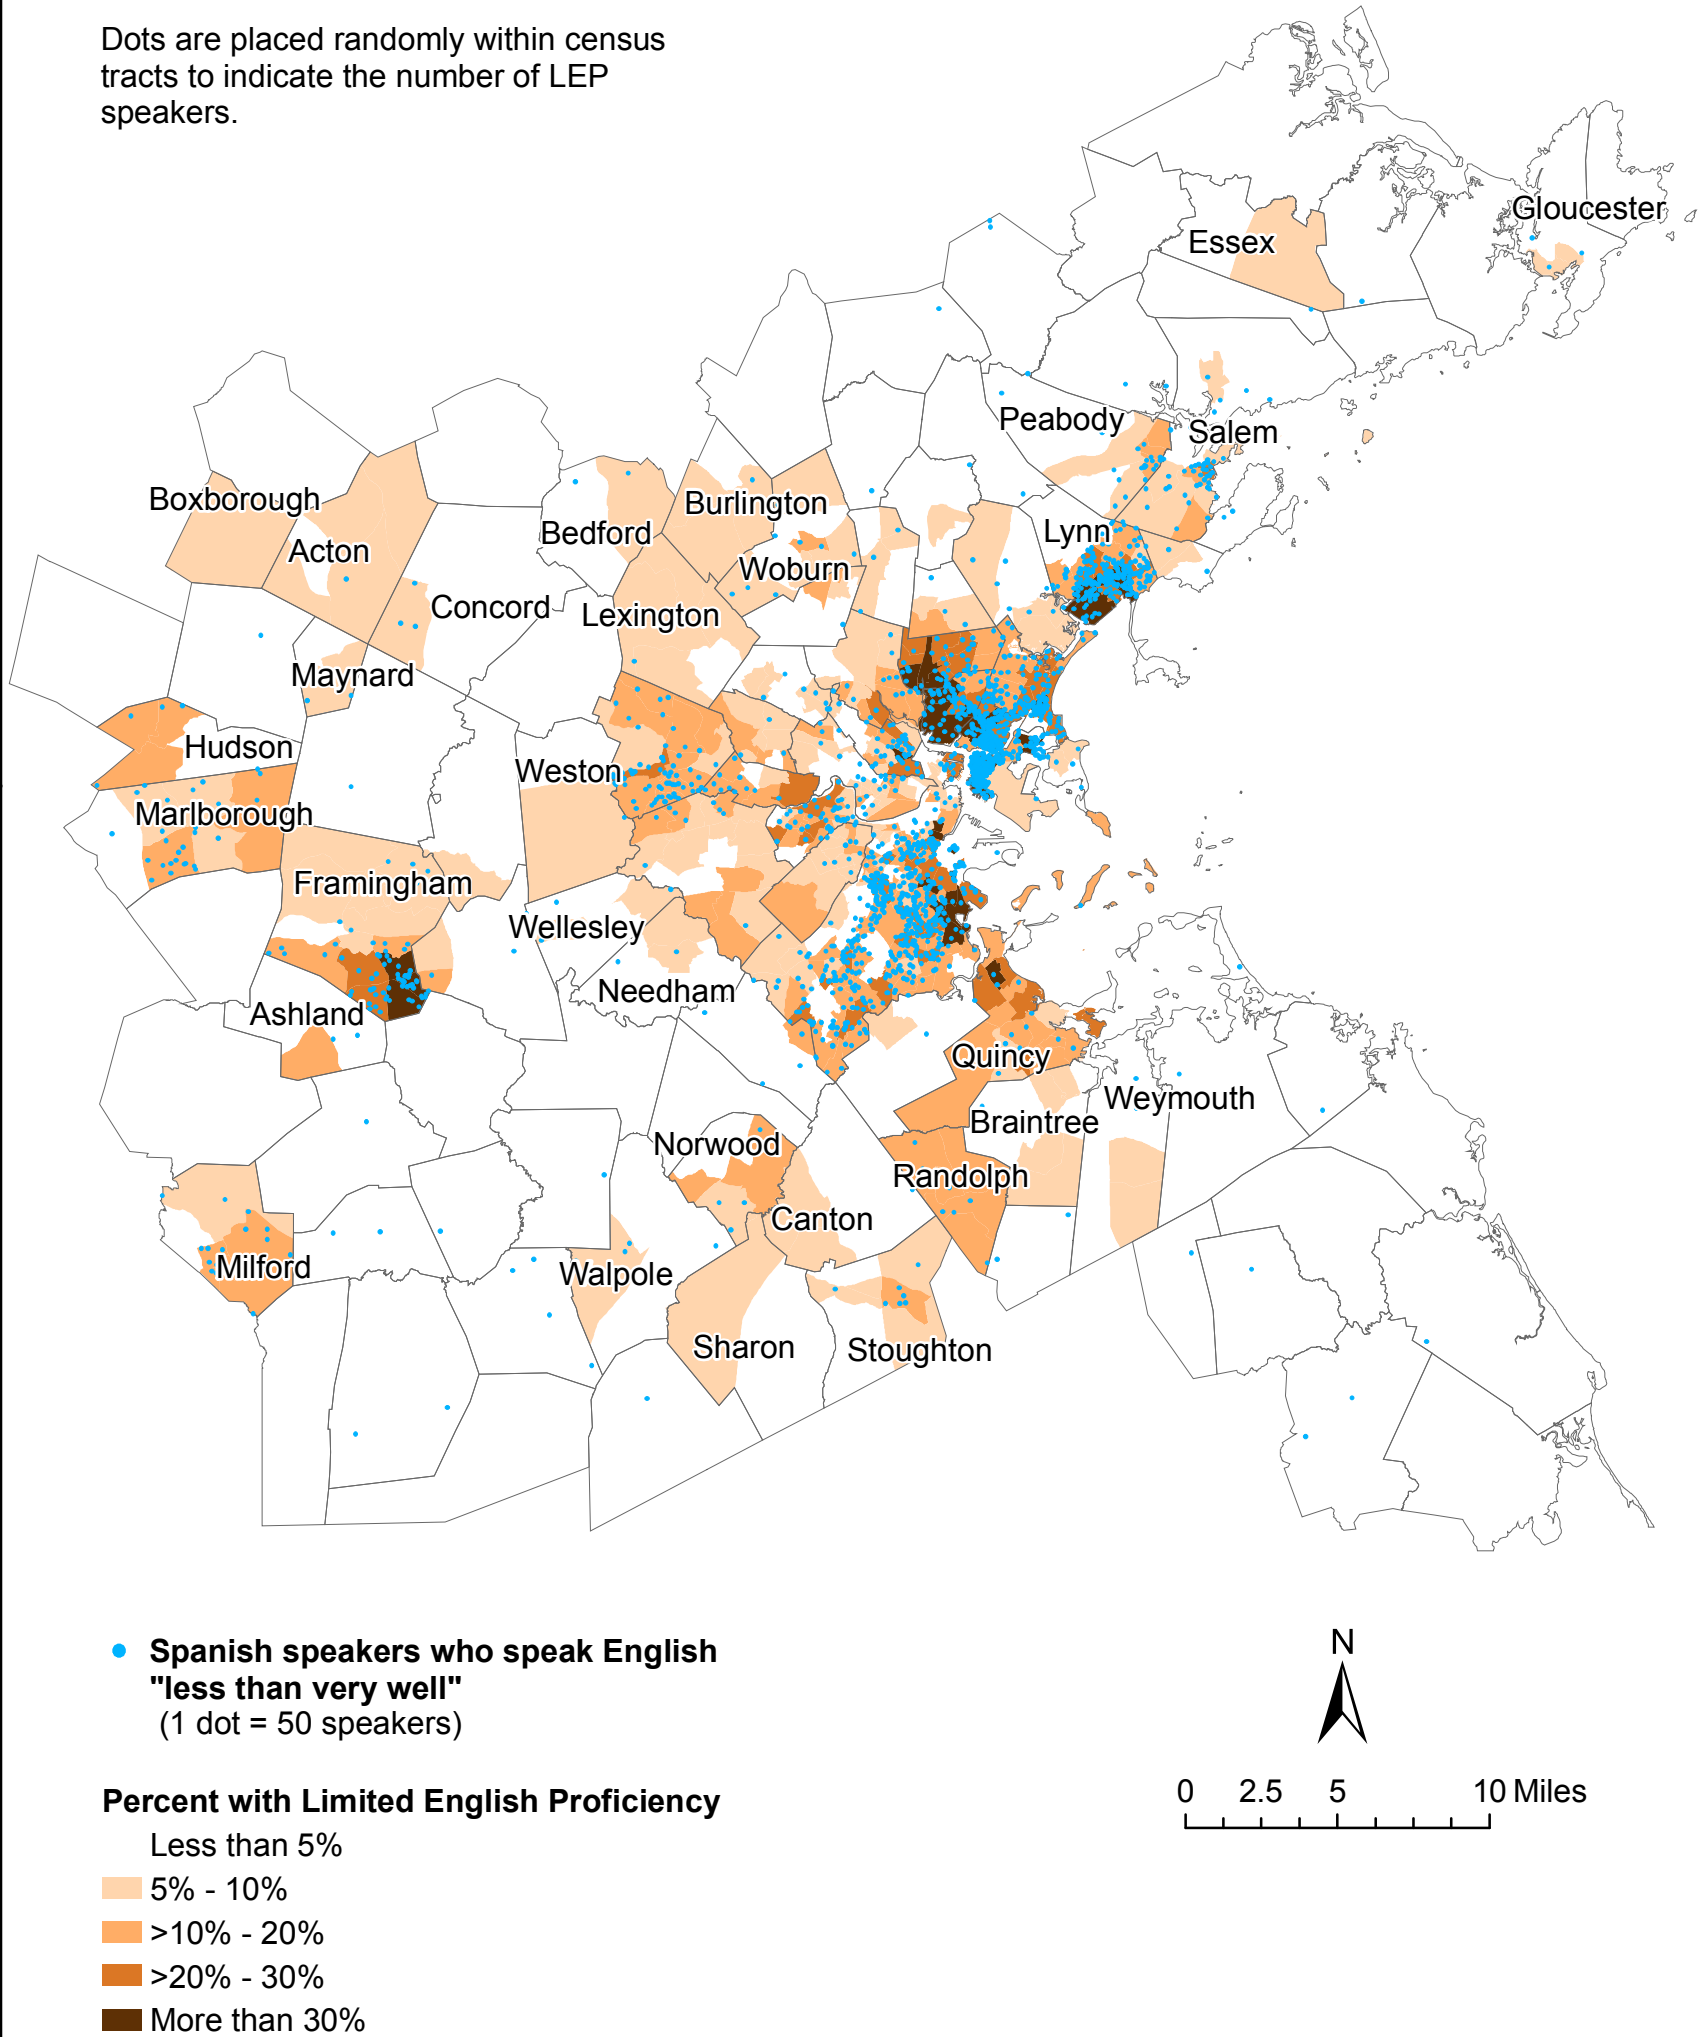 Dots are placed randomly within census
tracts to indicate the number of LEP
speakers.
Gloucester
Essex
Peabody
Salem
Boxborough
Burlington
Bedford
Lynn
Acton
Woburn
Concord
Lexington
Maynard
Hudson
Weston
Marlborough
Framingham
Wellesley
Needham
Ashland
Quincy
Weymouth
Braintree
Norwood
Randolph
Canton
Milford
Walpole
Sharon
Stoughton
Spanish speakers who speak English
"less than very well"
(1 dot = 50 speakers)
N
0 2.5 5 10 Miles
Percent with Limited English Proficiency
Less than 5%
5% - 10%
>10% - 20%
>20% - 30%
More than 30%